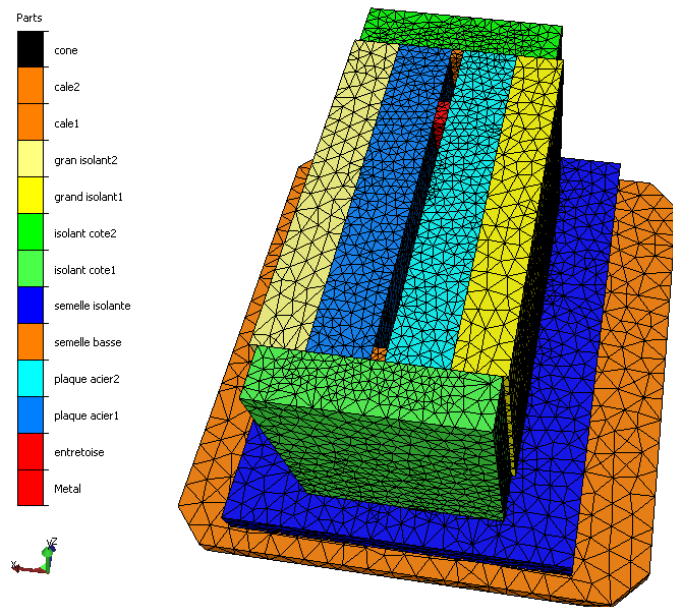 Parts
cone
cale2
cale1
gran isolant2
grand isolant1
isolant cote2
isolant cote1
semelle isolante
semelle basse
plaque acier2
plaque acier1
entretoise
Metal